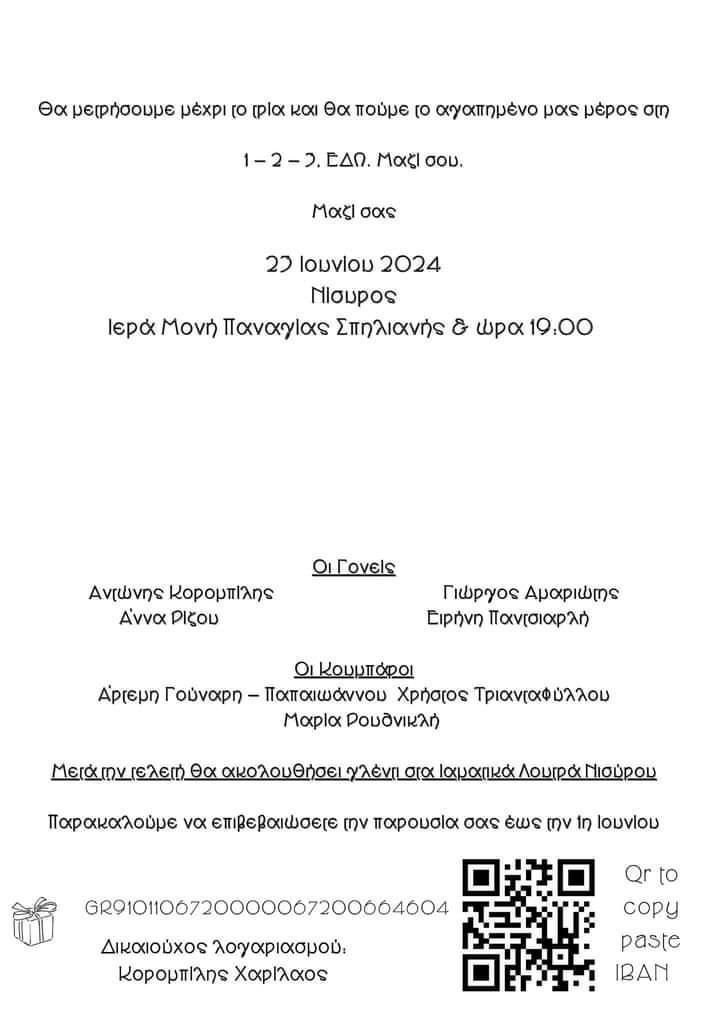 Θα μετρήσουμε μέχρι το τρία και θα πούμε το αγαπημένο μας μέρος στη
1 – 2 – 3, ΕΔΩ. Μαζί σου.
Μαζί σας
23 Ιουνίου 2024
Νίσυρος
Ιερά Μονή Παναγίας Σπηλιανής & ώρα 19:00
Οι Γονείς
Αντώνης Κορομπίλης Γιώργος Αμαριώτης
Άννα Ρίζου Ειρήνη Παντσιαρλή
Οι Κουμπάροι
Άρτεμη Γούναρη – Παπαιωάννου Χρήστος Τριανταφύλλου
Μαρία Ρουδνικλή
Μετά την τελετή θα ακολουθήσει γλέντι στα Ιαματικά Λουτρά Νισύρου
Παρακαλούμε να επιβεβαιώσετε την παρουσία σας έως την 1η Ιουνίου
GR9101106720000067200664604
Δικαιούχος λογαριασμού:
Κορομπίλης Χαρίλαος
Qr to
copy
paste
IBAN